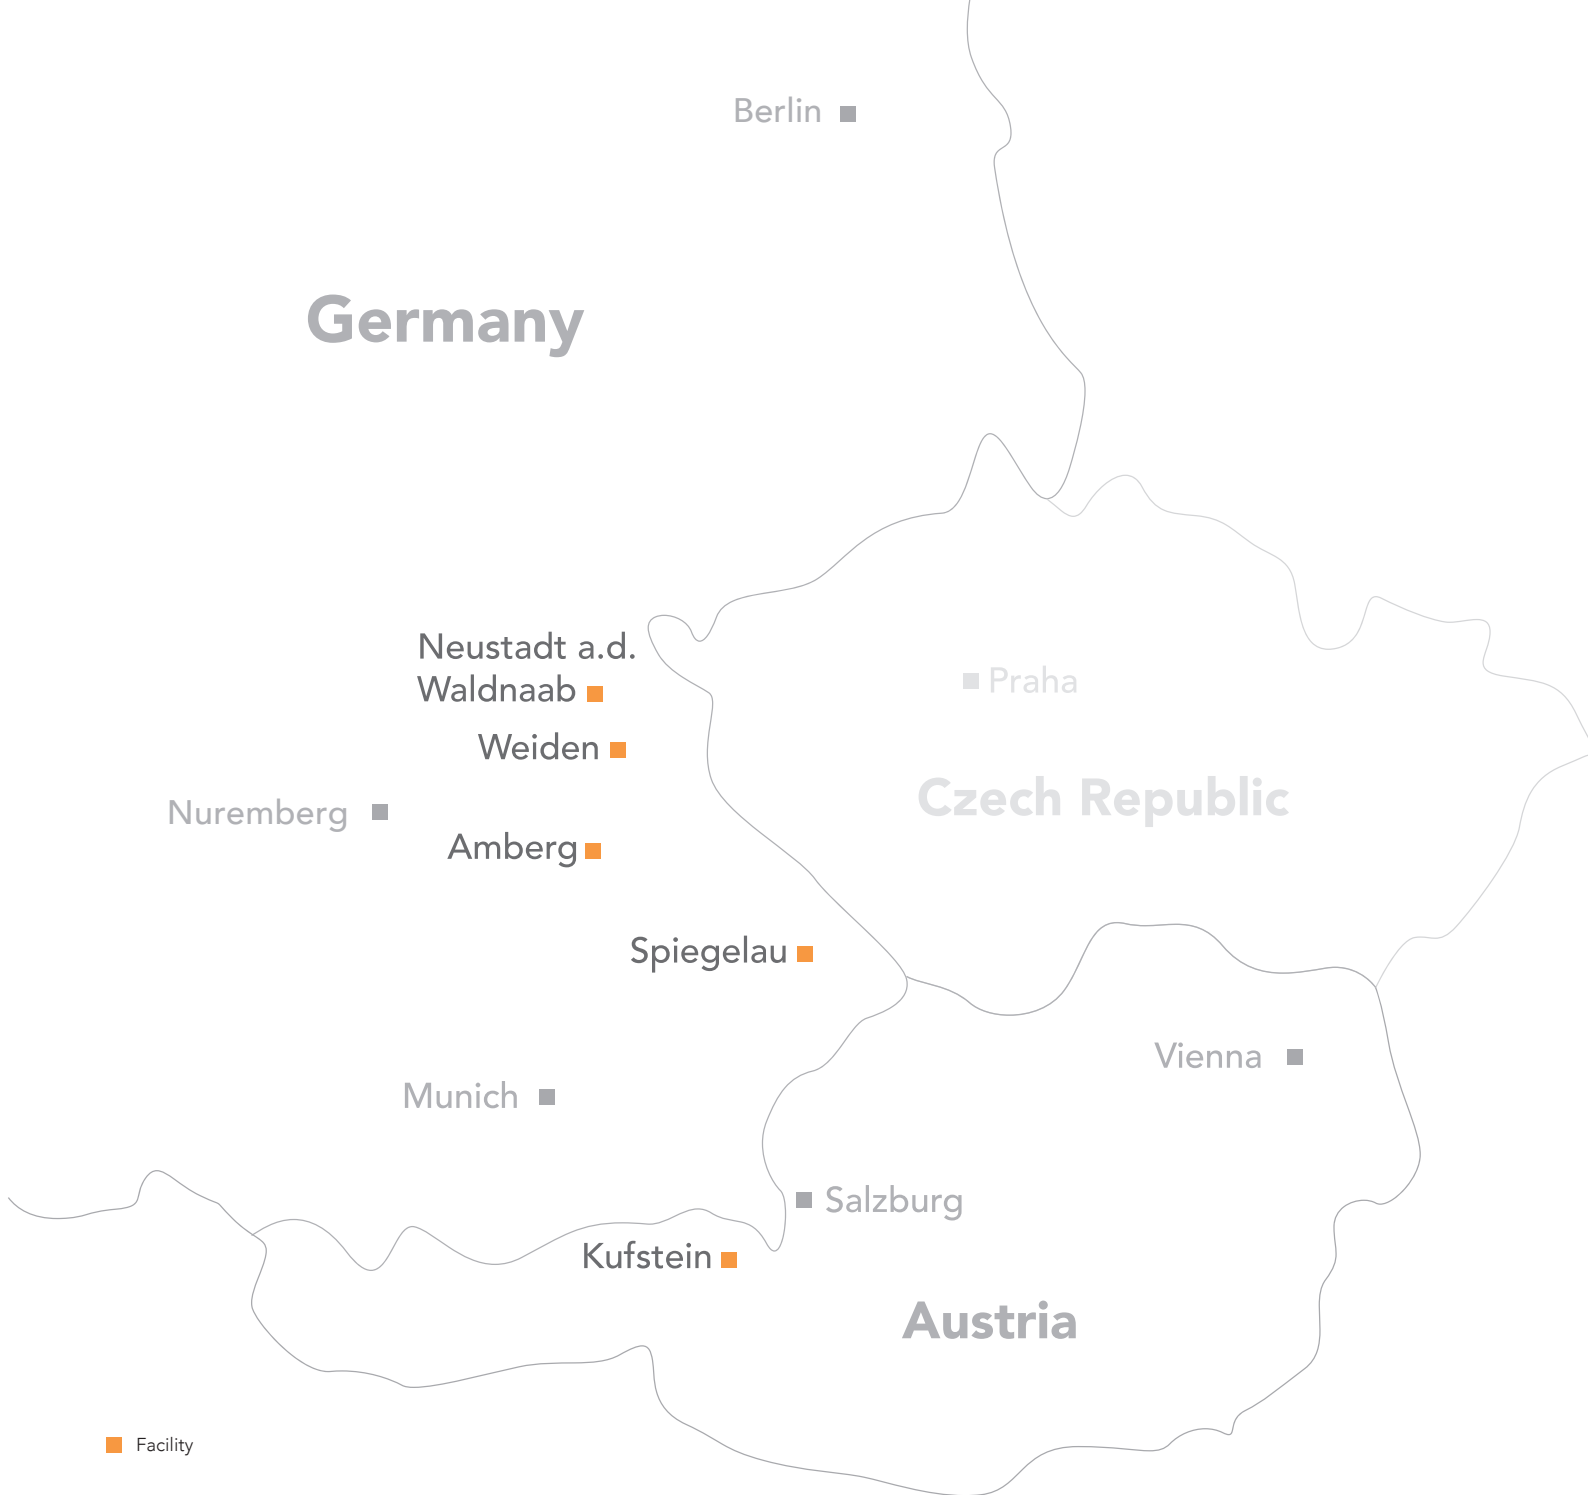 Berlin
Germany
Neustadt a.d.
Waldnaab
Praha
Weiden
Czech Republic
Nuremberg
Amberg
Spiegelau
Vienna
Munich
Salzburg
Kufstein
Austria
Facility